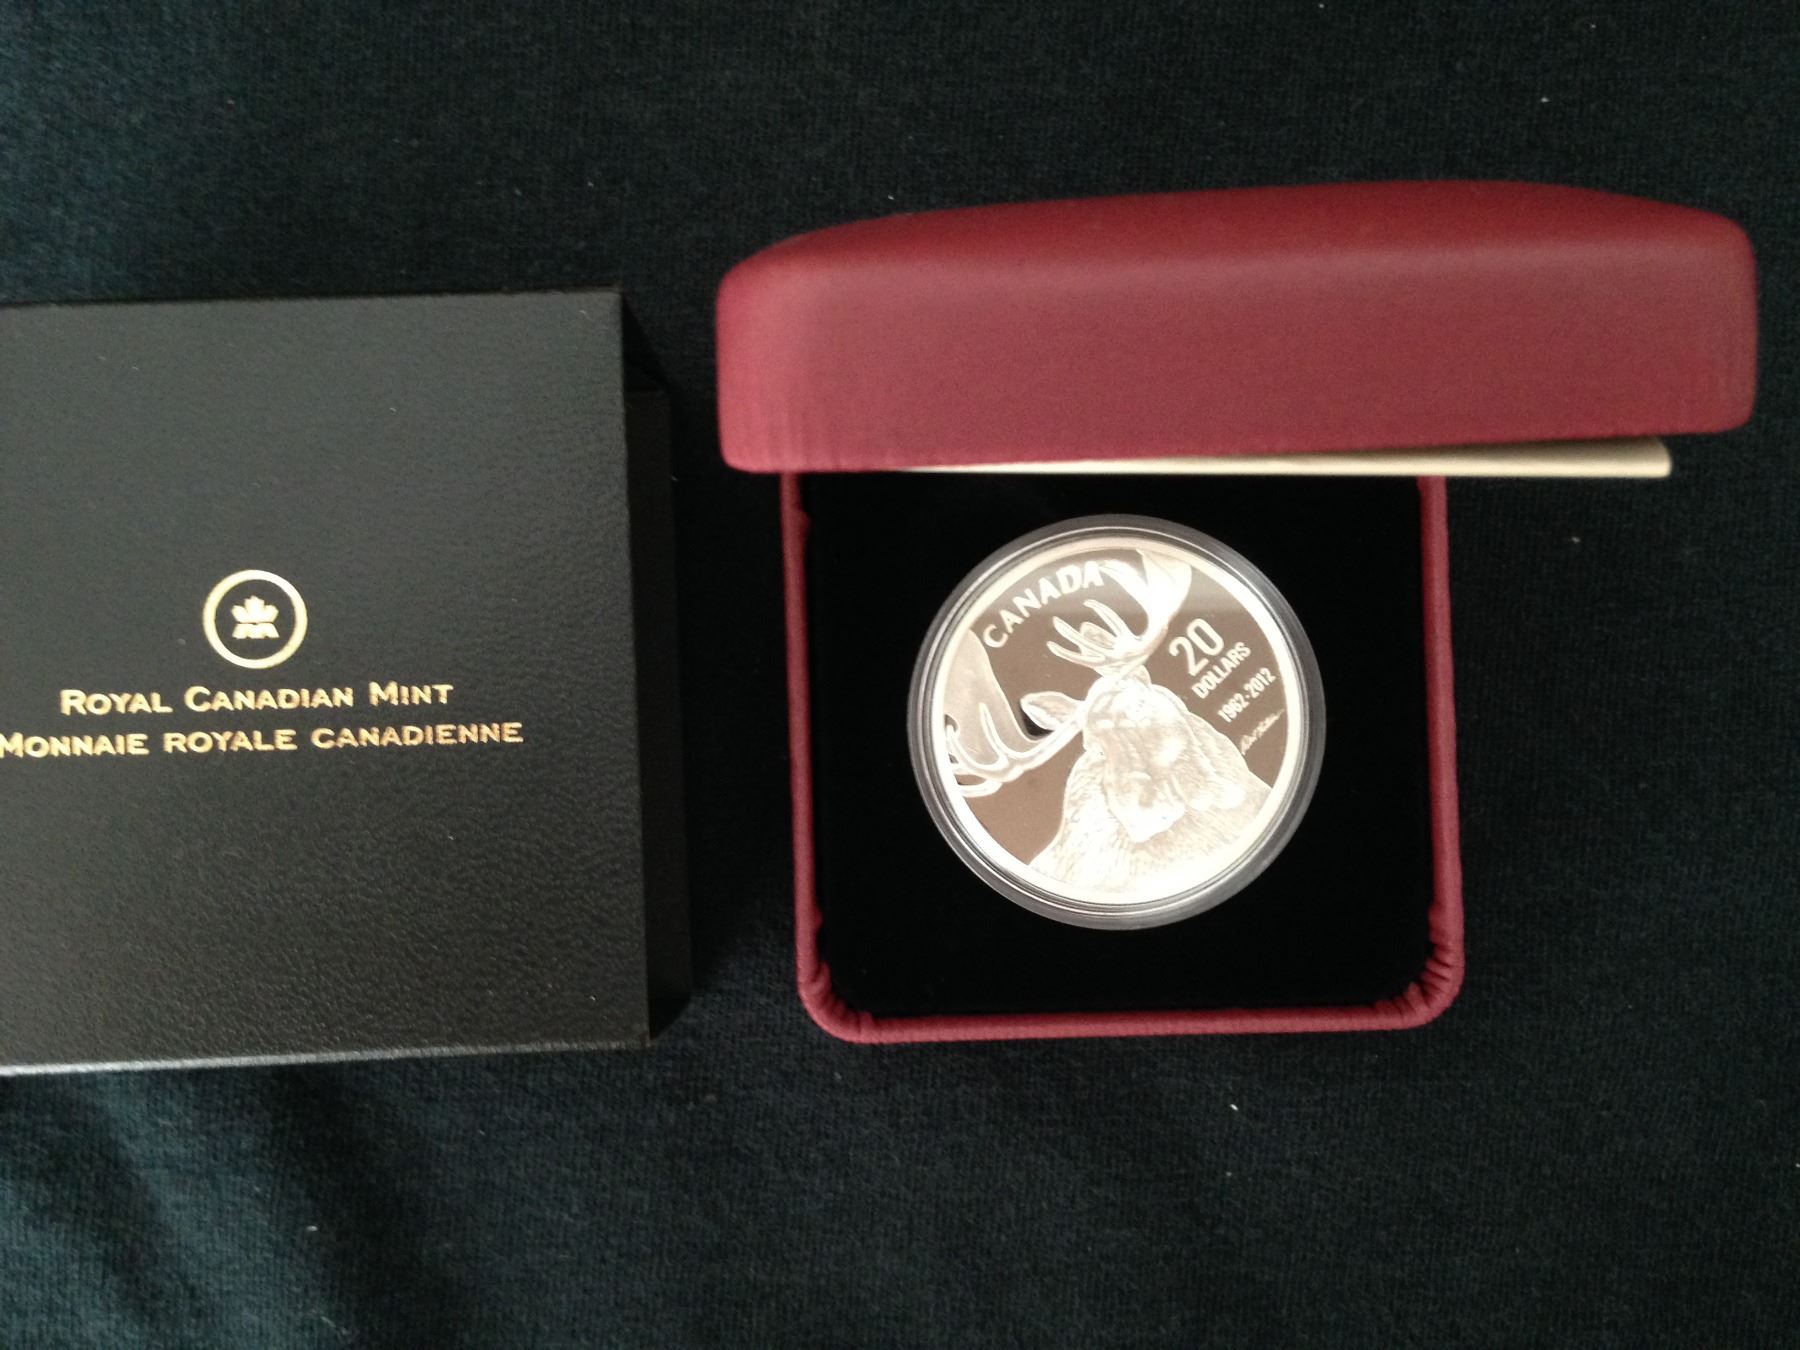 ROYAL CANADIAN MINT
MONNAIE ROYALE CANADIENNE
CANADA
20
DOLLARS
1962-2012